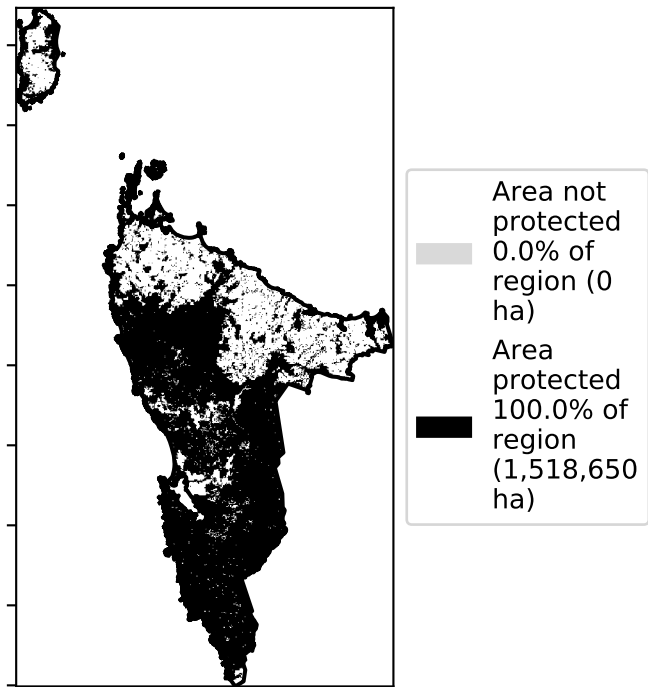 Area not
protected
0.0% of
region (0
ha)
Area
protected
100.0% of
region
(1,518,650
ha)